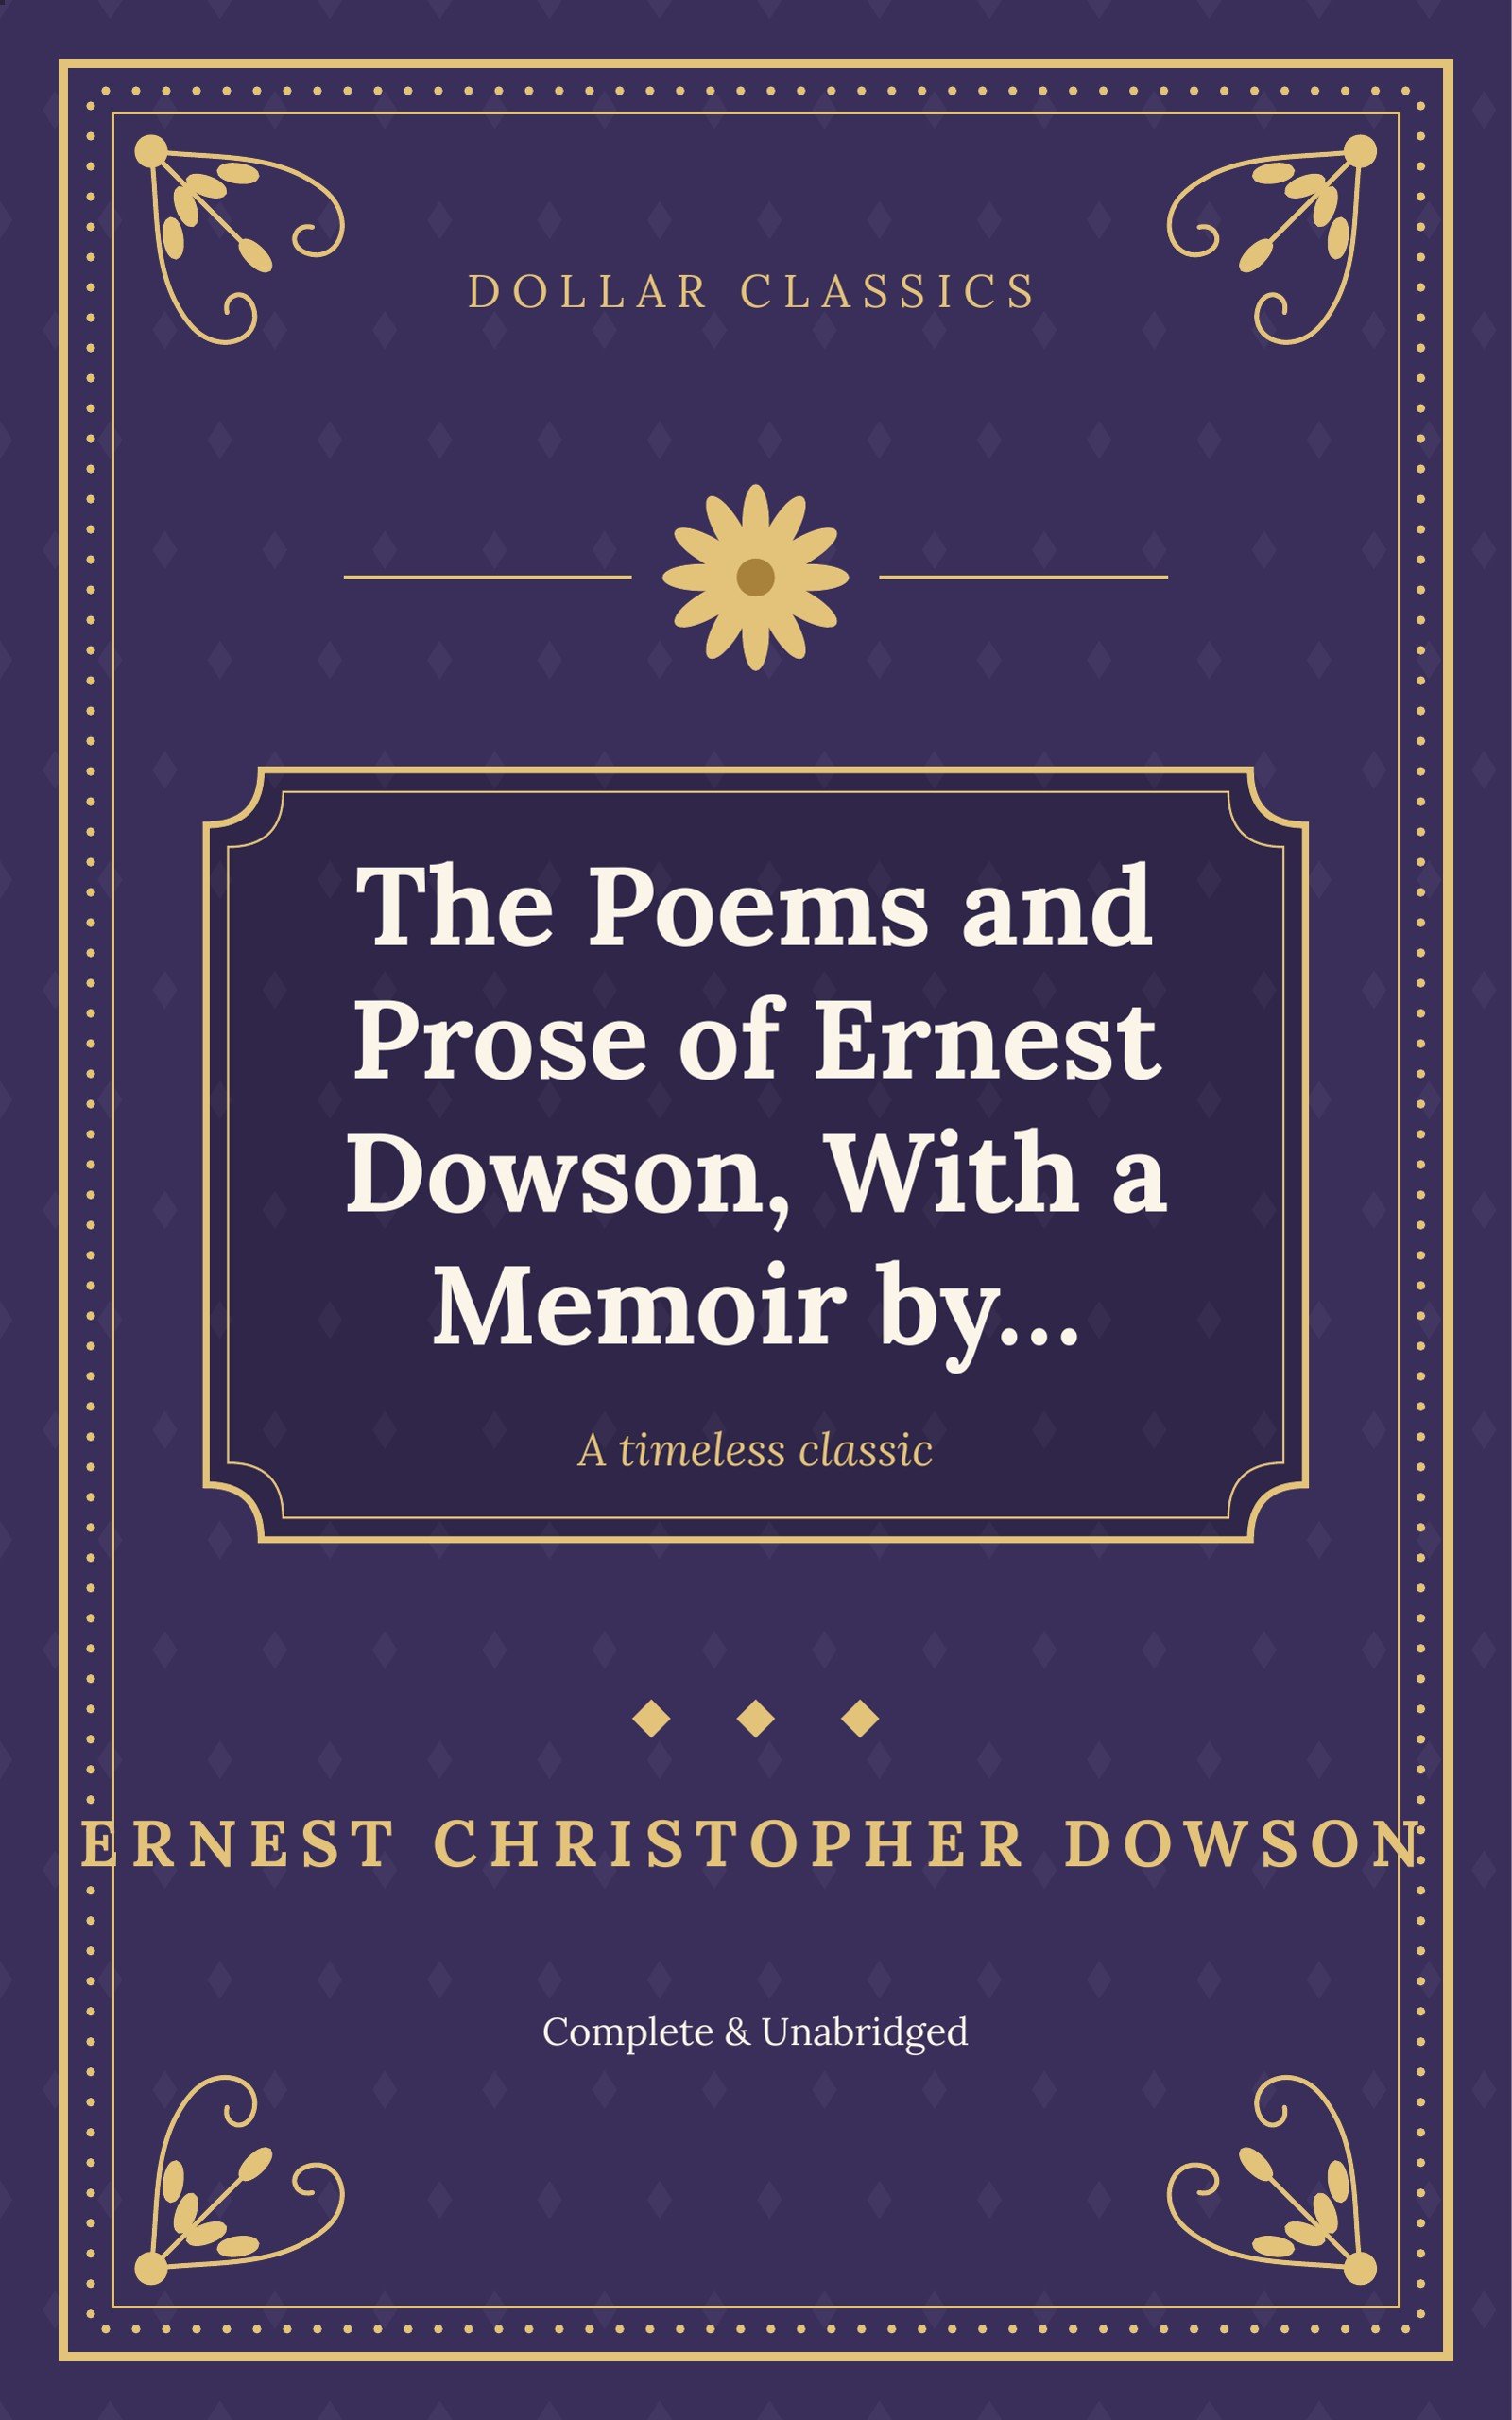 DOLLAR CLASSICS
The Poems and
Prose of Ernest
Dowson, With a
Memoir by...
A timeless classic
ERNEST CHRISTOPHER DOWSON
Complete & Unabridged